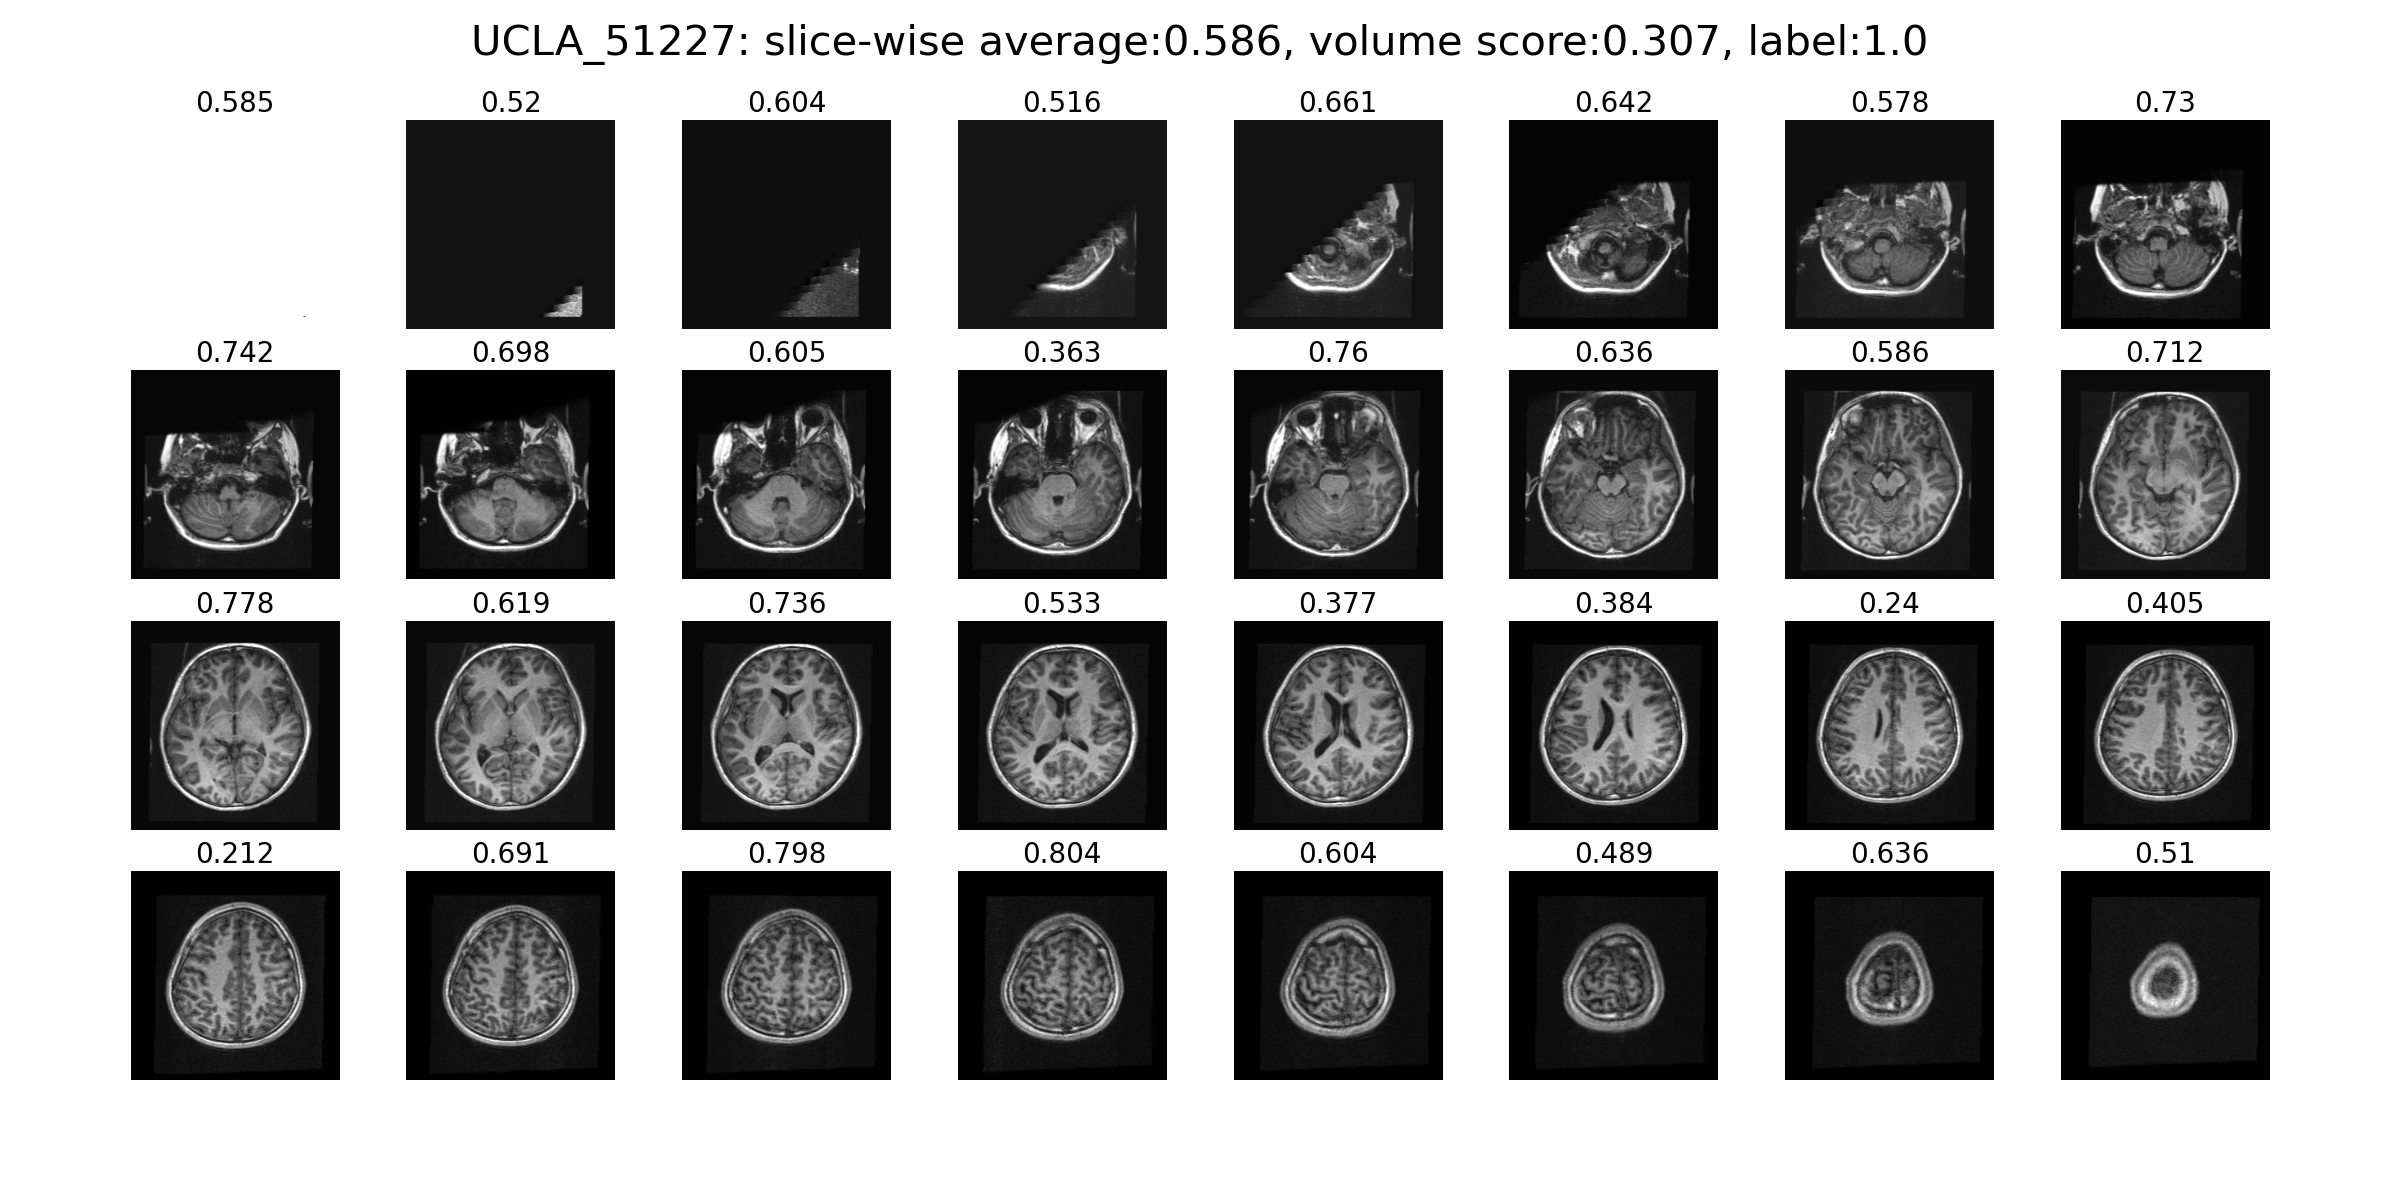 UCLA_51227: slice-wise average:0.586, volume score:0.307, label:1.0
0.585 0.52 0.604 0.516 0.661 0.642 0.578 0.73
0.742 0.698 0.605 0.363 0.76 0.636 0.586 0.712
0.778 0.619 0.736 0.533 0.377 0.384 0.24 0.405
0.212 0.691 0.798 0.804 0.604 0.489 0.636 0.51